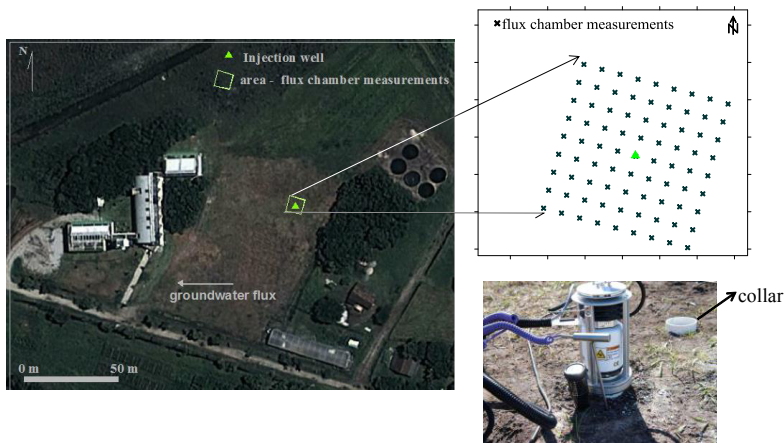 N
Injection well
area - flux chamber measurements
groundwater flux
0 m 50 m
flux chamber measurements
N
collar